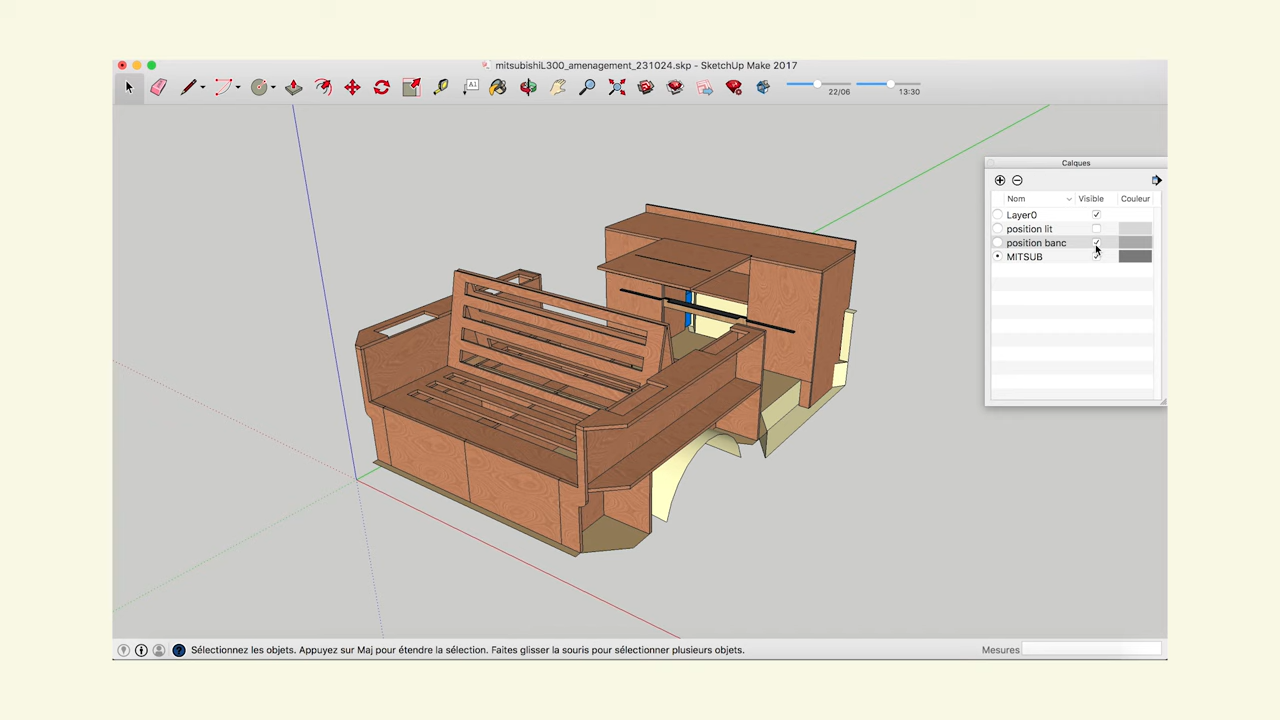 mitsubishiL300_amenagement_231024.skp - SketchUp Make 2017
A1
22/06
13:30
Calques
Nom Visible Couleur
Layer0
position lit
position banc
MITSUB
Sélectionnez les objets. Appuyez sur Maj pour étendre la sélection. Faites glisser la souris pour sélectionner plusieurs objets.
Mesures